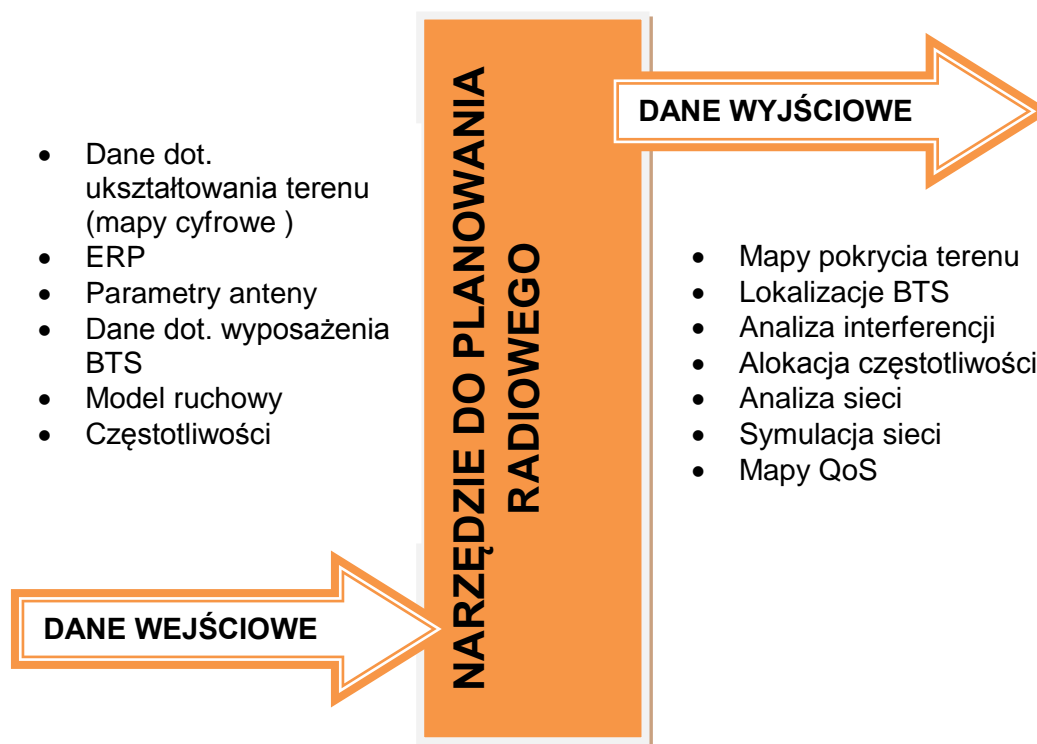 • Dane dot.
ukształtowania terenu
(mapy cyfrowe )
• ERP
• Parametry anteny
• Dane dot. wyposażenia
BTS
• Model ruchowy
• Częstotliwości
DANE WEJŚCIOWE
NARZĘDZIE DO PLANOWANIA
RADIOWEGO
DANE WYJŚCIOWE
• Mapy pokrycia terenu
• Lokalizacje BTS
• Analiza interferencji
• Alokacja częstotliwości
• Analiza sieci
• Symulacja sieci
• Mapy QoS